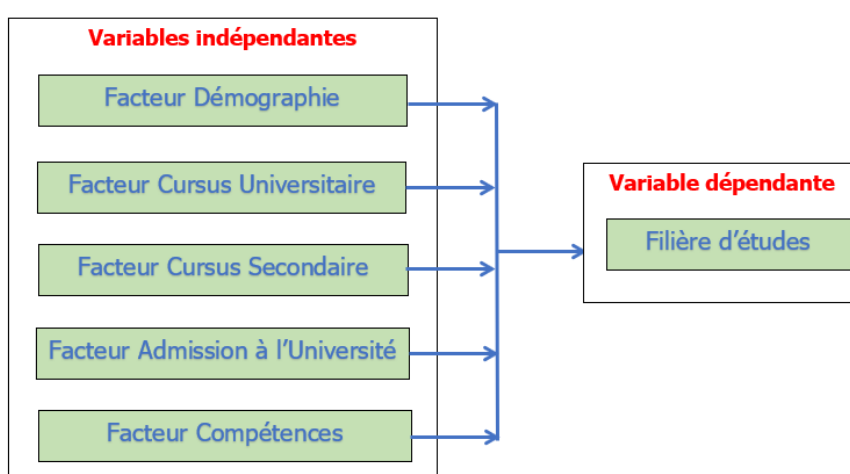 Variables indépendantes
Facteur Démographie
Facteur Cursus Universitaire
Facteur Cursus Secondaire
Facteur Admission à l'Université
Facteur Compétences
Variable dépendante
Filière d'études